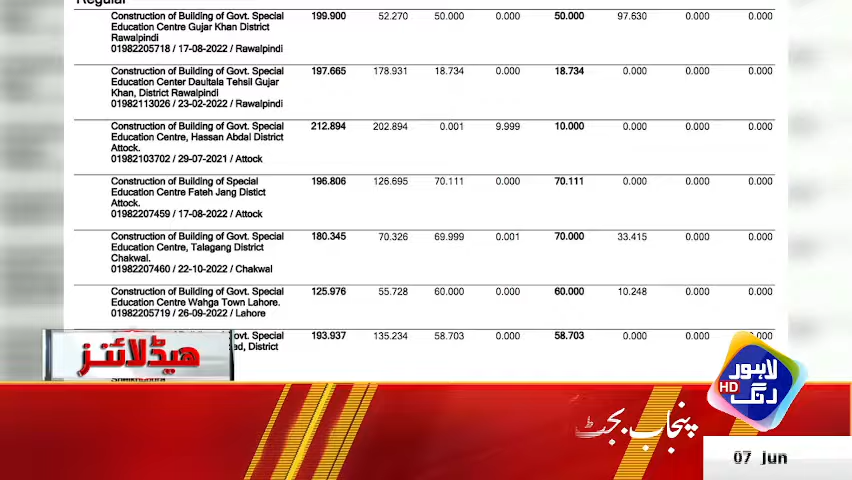 Regular
Construction of Building of Govt. Special 199.900 52.270 50.000 0.000 50.000 97.630 0.000 0.000
Education Centre Gujar Khan District
Rawalpindi
01982205718 / 17-08-2022 / Rawalpindi
Construction of Building of Govt. Special 197.665 178.931 18.734 0.000 18.734 0.000 0.000 0.000
Education Center Daultala Tehsil Gujar
Khan, District Rawalpindi
01982113026 / 23-02-2022 / Rawalpindi
Construction of Building of Govt. Special 212.894 202.894 0.001 9.999 10.000 0.000 0.000 0.000
Education Centre, Hassan Abdal District
Attock.
01982103702 / 29-07-2021 / Attock
Construction of Building of Special 196.806 126.695 70.111 0.000 70.111 0.000 0.000 0.000
Education Centre Fateh Jang Distict
Attock.
01982207459 / 17-08-2022 / Attock
Construction of Building of Govt. Special 180.345 70.326 69.999 0.001 70.000 33.415 0.000 0.000
Education Centre, Talagang District
Chakwal.
01982207460 / 22-10-2022 / Chakwal
Construction of Building of Govt. Special 125.976 55.728 60.000 0.000 60.000 10.248 0.000 0.000
Education Centre Wahga Town Lahore.
01982205719 / 26-09-2022 / Lahore
Govt. Special 193.937 135.234 58.703 0.000 58.703 0.000 0.000 0.000
District
ہیڈلائنز
لاہور
HD رنگ
پنجاب بجٹ
07 Jun